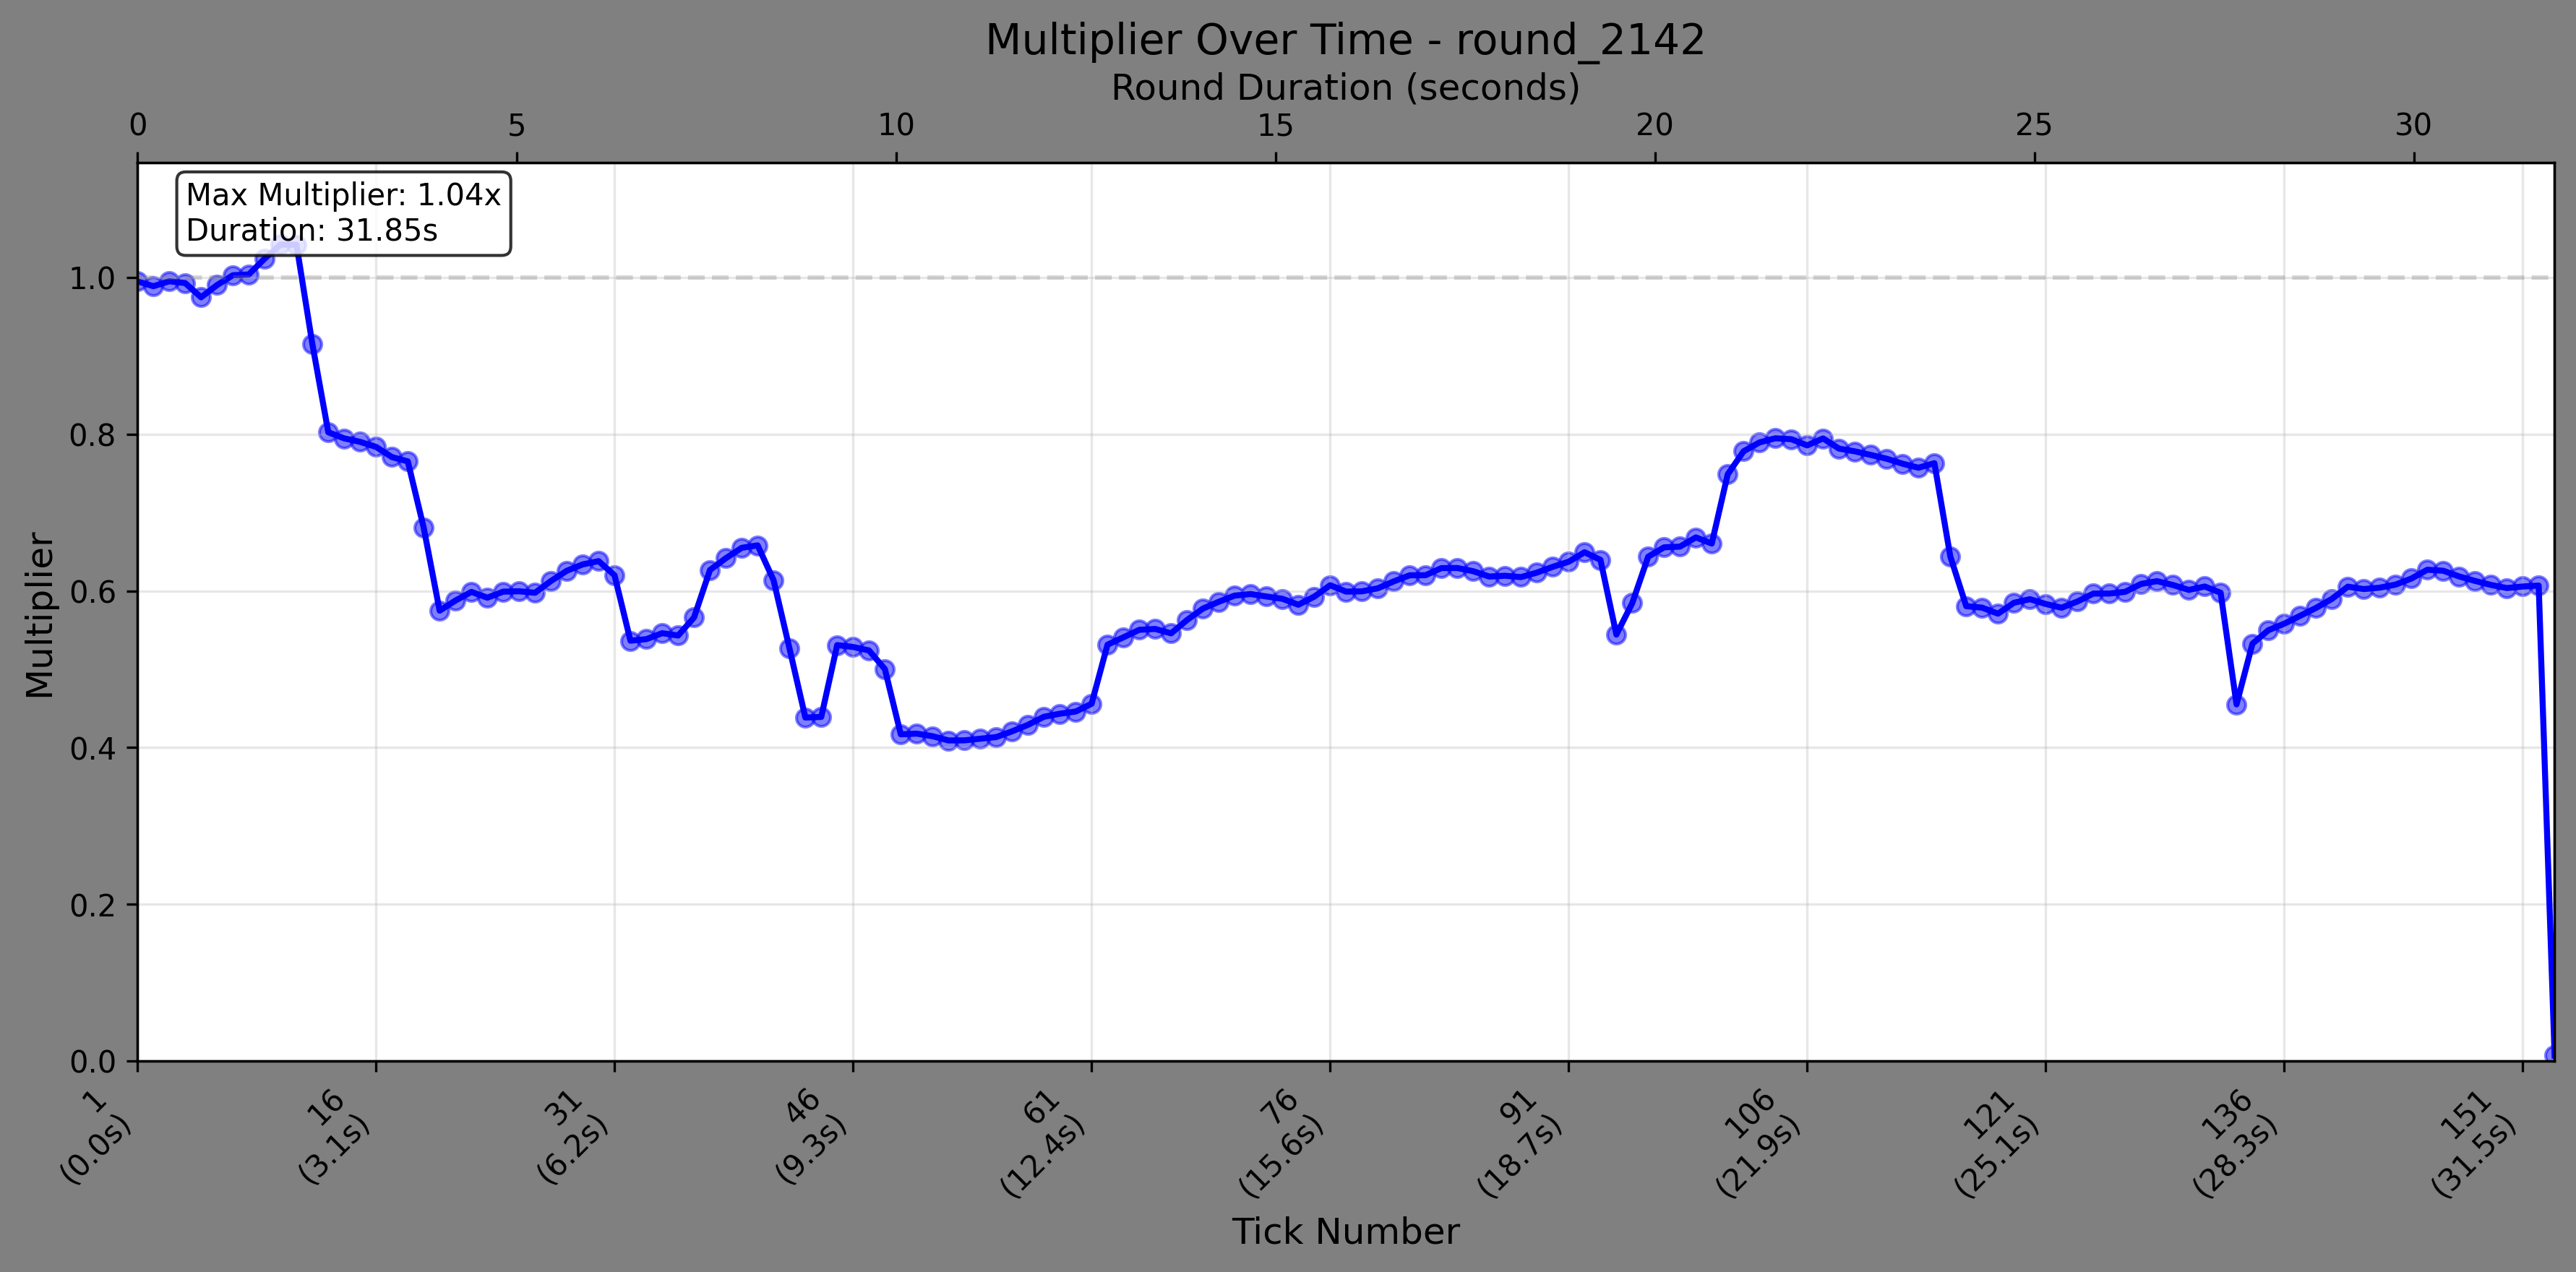 Multiplier Over Time - round_2142
Round Duration (seconds)
0 5 10 15 20 25 30
Max Multiplier: 1.04x
Duration: 31.85s
Multiplier
1.0
0.8
0.6
0.4
0.2
0.0
1
(0.0s)
16
(3.1s)
31
(6.2s)
46
(9.3s)
61
(12.4s)
76
(15.6s)
91
(18.7s)
106
(21.9s)
121
(25.1s)
136
(28.3s)
151
(31.5s)
Tick Number